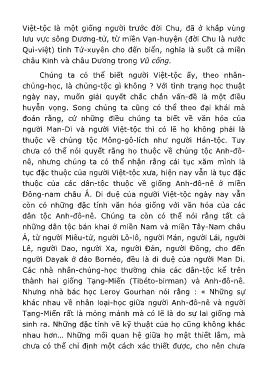 Việt-tộc là một giống người trước đời Chu, đã ở khắp vùng
lưu vực sông Dương-tử, từ miền Vạn-huyện (đời Chu là nước
Qui-việt) tỉnh Tứ-xuyên cho đến biển, nghĩa là suốt cả miền
châu Kinh và châu Dương trong Vũ cống.
Chúng ta có thể biết người Việt-tộc ấy, theo nhân-
chủng-học, là chủng-tộc gì không ? Với tình trạng học thuật
ngày nay, muốn giải quyết chắc chắn vấn-đề là một điều
huyễn vọng. Song chúng ta cũng có thể theo đại khái mà
đoán rằng, cứ những điều chúng ta biết về văn hóa của
người Man-Di và người Việt-tộc thì có lẽ họ không phải là
thuộc về chủng tộc Mông-gô-lích như người Hán-tộc. Tuy
chưa có thể nói quyết rằng họ thuộc về chủng tộc Anh-đô-
nê, nhưng chúng ta có thể nhận rằng cái tục xăm mình là
tục đặc thuộc của người Việt-tộc xưa, hiện nay vẫn là tục đặc
thuộc của các dân-tộc thuộc về giống Anh-đô-nê ở miền
Đông-nam châu Á. Di duệ của người Việt-tộc ngày nay vẫn
còn có những đặc tính văn hóa giống với văn hóa của các
dân tộc Anh-đô-nê. Chúng ta còn có thể nói rằng tất cả
những dân tộc bán khai ở miền Nam và miền Tây-Nam châu
Á, từ người Miêu-tử, người Lô-lô, người Mán, người Lái, người
Lê, người Dao, người Xa, người Đàn, người Đông, cho đến
người Dayak ở đảo Bornéo, đều là di duệ của người Man Di.
Các nhà nhân-chủng-học thường chia các dân-tộc kể trên
thành hai giống Tạng-Miến (Tibéto-birman) và Anh-đô-nê.
Nhưng nhà bác học Leroy Gourhan nói rằng : « Những sự
khác nhau về nhân loại-học giữa người Anh-đô-nê và người
Tạng-Miến rất là mỏng mảnh mà có lẽ là do sự lai giống mà
sinh ra. Những đặc tính về kỹ thuật của họ cũng không khác
nhau hơn... Những mối quan hệ giữa họ mật thiết lắm, mà
chưa có thể chỉ định một cách xác thiết được, cho nên chưa